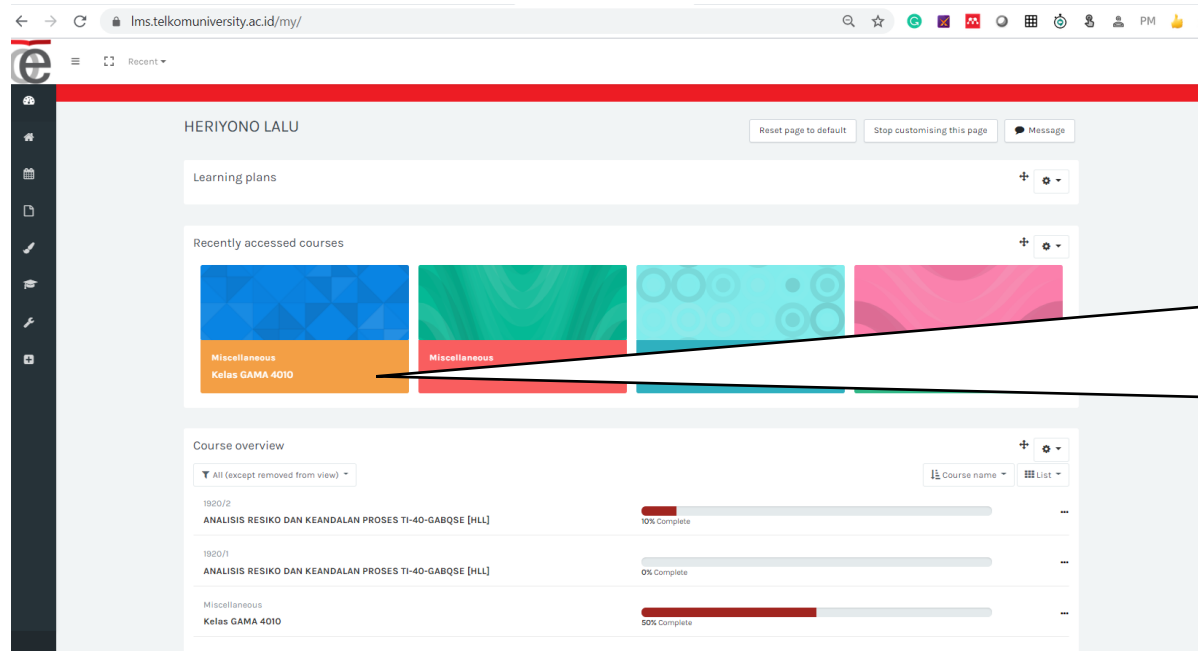 lms.telkomuniversity.ac.id/my/
PM
Recent
HERIYONO LALU
Reset page to default
Stop customising this page
Message
Learning plans
Recently accessed courses
Miscellaneous
Kelas GAMA 4010
Miscellaneous
Course overview
All (except removed from view)
Course name
List
1920/2
ANALISIS RESIKO DAN KEANDALAN PROSES TI-40-GABQSE [HLL]
10% Complete
1920/1
ANALISIS RESIKO DAN KEANDALAN PROSES TI-40-GABQSE [HLL]
0% Complete
Miscellaneous
Kelas GAMA 4010
50% Complete